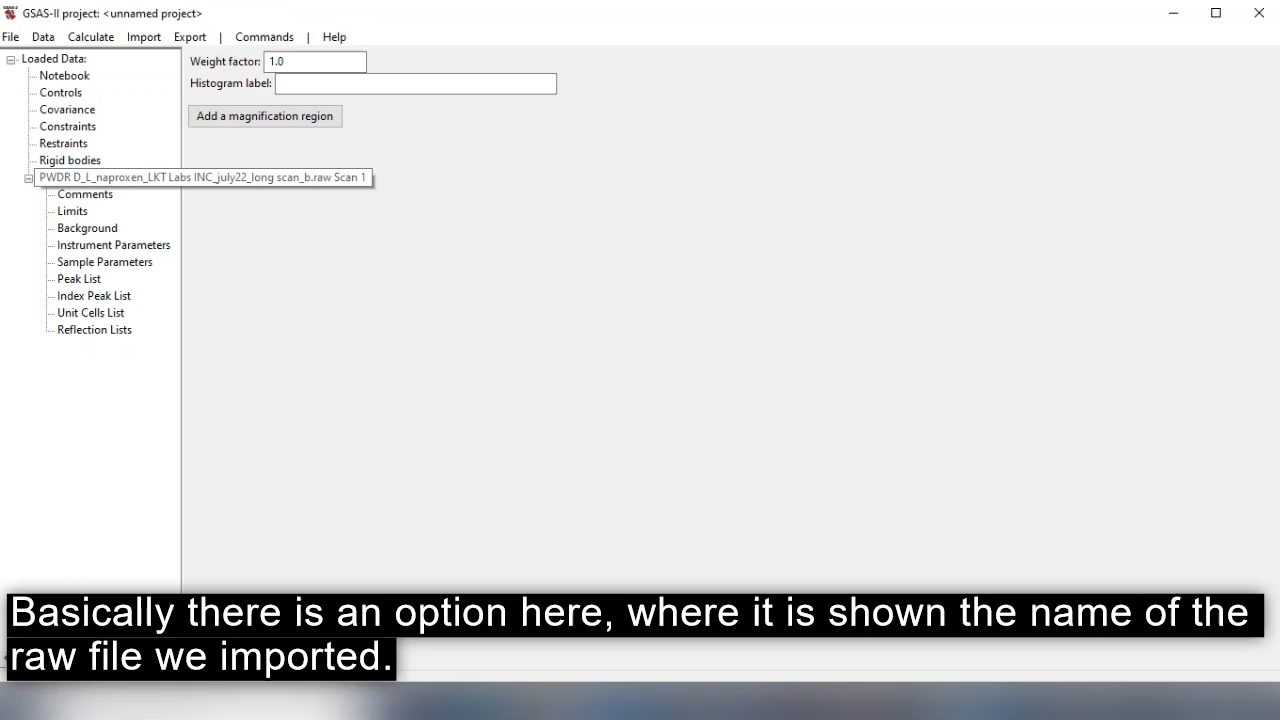 GSAS-II project: <unnamed project>
File Data Calculate Import Export | Commands | Help
Loaded Data:
Notebook
Controls
Covariance
Constraints
Restraints
Rigid bodies
PWDR D_L_naproxen_LKT Labs INC_july22_long scan_b.raw Scan 1
Comments
Limits
Background
Instrument Parameters
Sample Parameters
Peak List
Index Peak List
Unit Cells List
Reflection Lists
Weight factor: 1.0
Histogram label:
Add a magnification region
Basically there is an option here, where it is shown the name of the
raw file we imported.